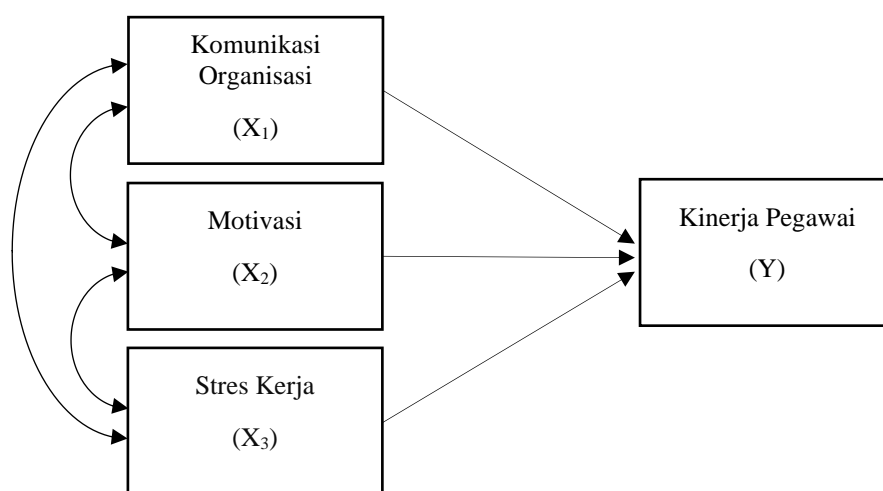 Komunikasi
Organisasi
(X₁)
Motivasi
(X₂)
Stres Kerja
(X₃)
Kinerja Pegawai
(Y)